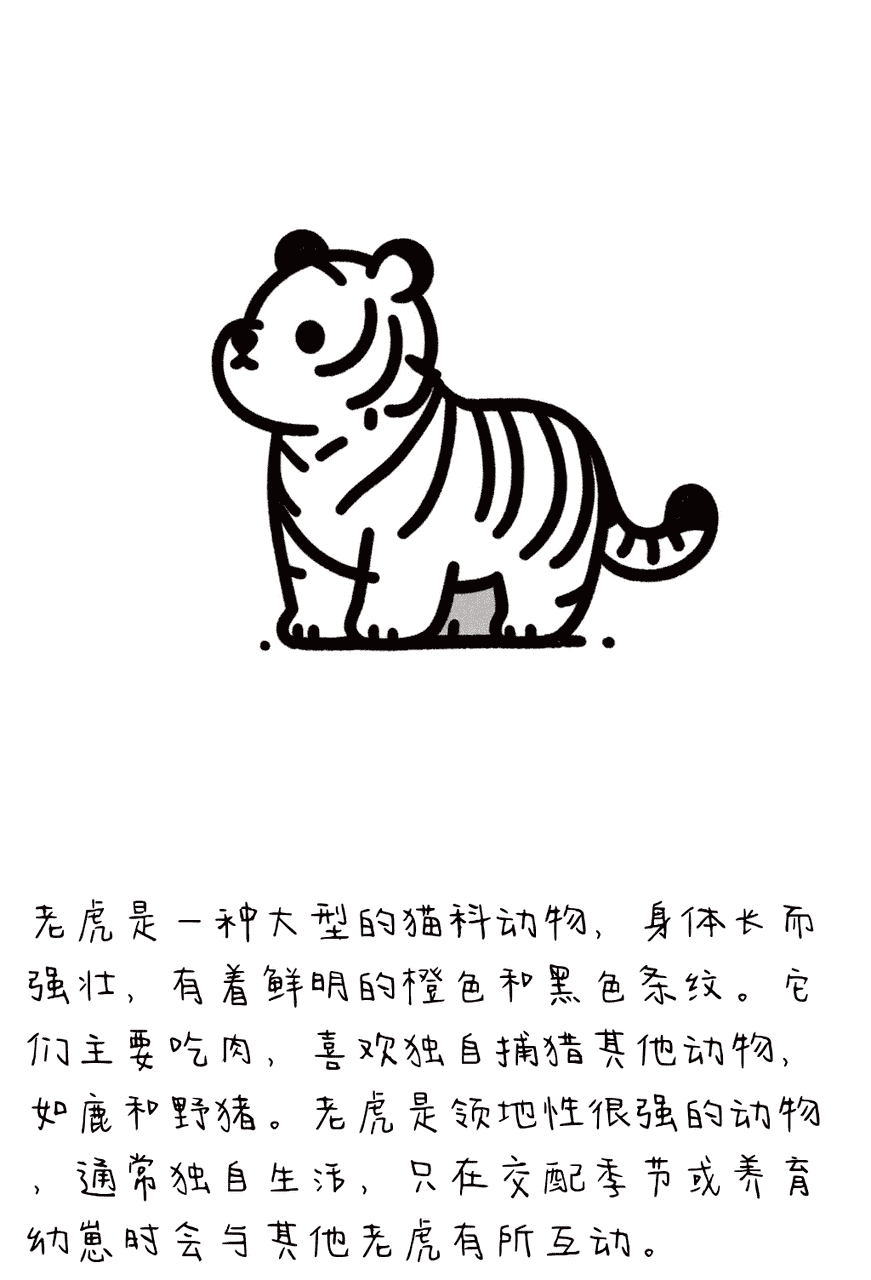 老虎是一种大型的猫科动物，身体长而
强壮，有着鲜明的橙色和黑色条纹。它
们主要吃肉，喜欢独自捕猎其他动物，
如鹿和野猪。老虎是领地性很强的动物
，通常独自生活，只在交配季节或养育
幼崽时会与其他老虎有所互动。